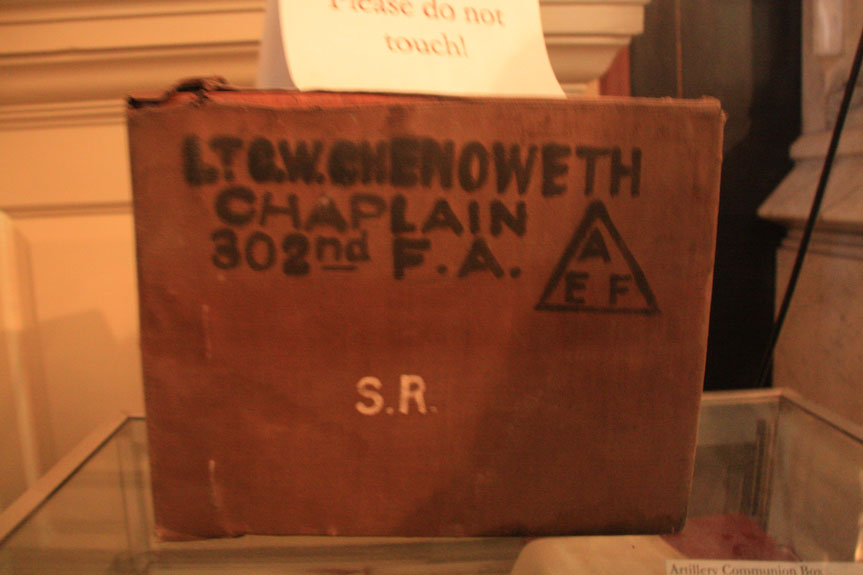 Please do not
touch!
LT C.W.CHENOWETH
CHAPLAIN
302nd F.A.
A
E F
S.R.
Artillery Communion Box